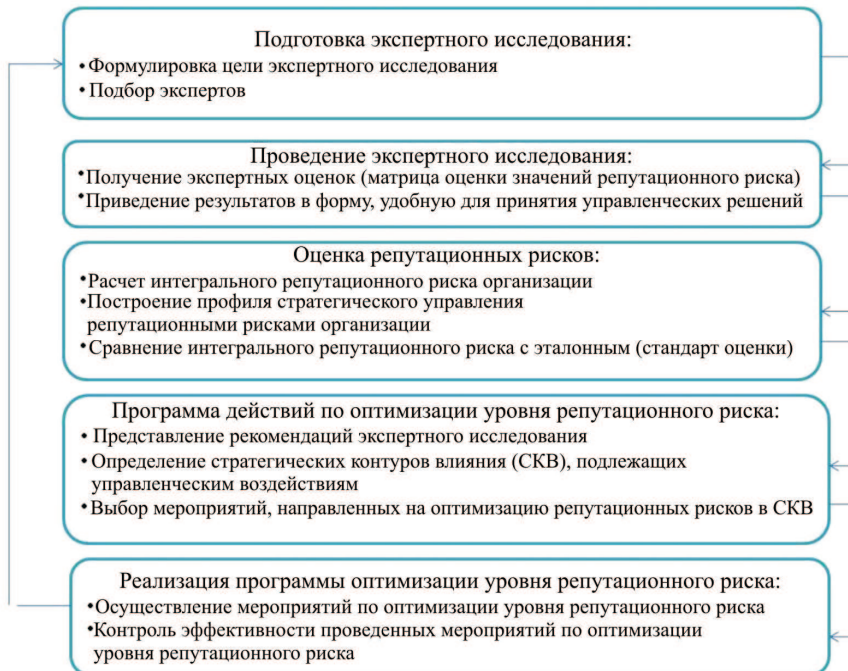 Подготовка экспертного исследования:
• Формулировка цели экспертного исследования
• Подбор экспертов
Проведение экспертного исследования:
• Получение экспертных оценок (матрица оценки значений репутационного риска)
• Приведение результатов в форму, удобную для принятия управленческих решений
Оценка репутационных рисков:
• Расчет интегрального репутационного риска организации
• Построение профиля стратегического управления
репутационными рисками организации
• Сравнение интегрального репутационного риска с эталонным (стандарт оценки)
Программа действий по оптимизации уровня репутационного риска:
• Представление рекомендаций экспертного исследования
• Определение стратегических контуров влияния (СКВ), подлежащих
управленческим воздействиям
• Выбор мероприятий, направленных на оптимизацию репутационных рисков в СКВ
Реализация программы оптимизации уровня репутационного риска:
• Осуществление мероприятий по оптимизации уровня репутационного риска
• Контроль эффективности проведенных мероприятий по оптимизации
уровня репутационного риска